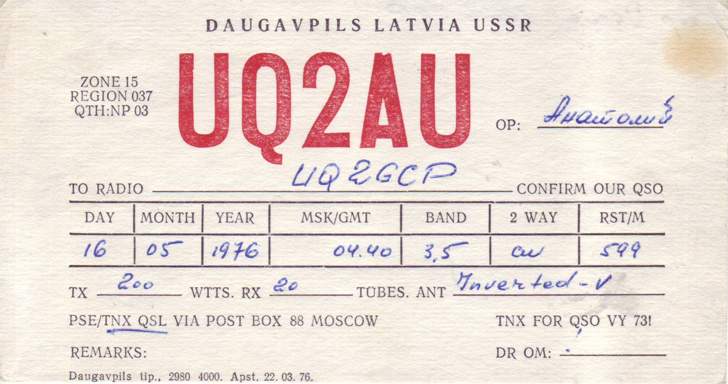 DAUGAVPILS LATVIA USSR
ZONE 15
REGION 037
QTH:NP 03
UQ2AU
OP: Анатолий
TO RADIO UQ2GCP CONFIRM OUR QSO
DAY MONTH YEAR MSK/GMT BAND 2 WAY RST/M
16 05 1976 04.40 3,5 cw 599
TX 200 WTTS. RX 20 TUBES. ANT Inverted-V
PSE/TNX QSL VIA POST BOX 88 MOSCOW TNX FOR QSO VY 73!
REMARKS: DR OM:
Daugavpils tip., 2980 4000. Apst. 22. 03. 76.